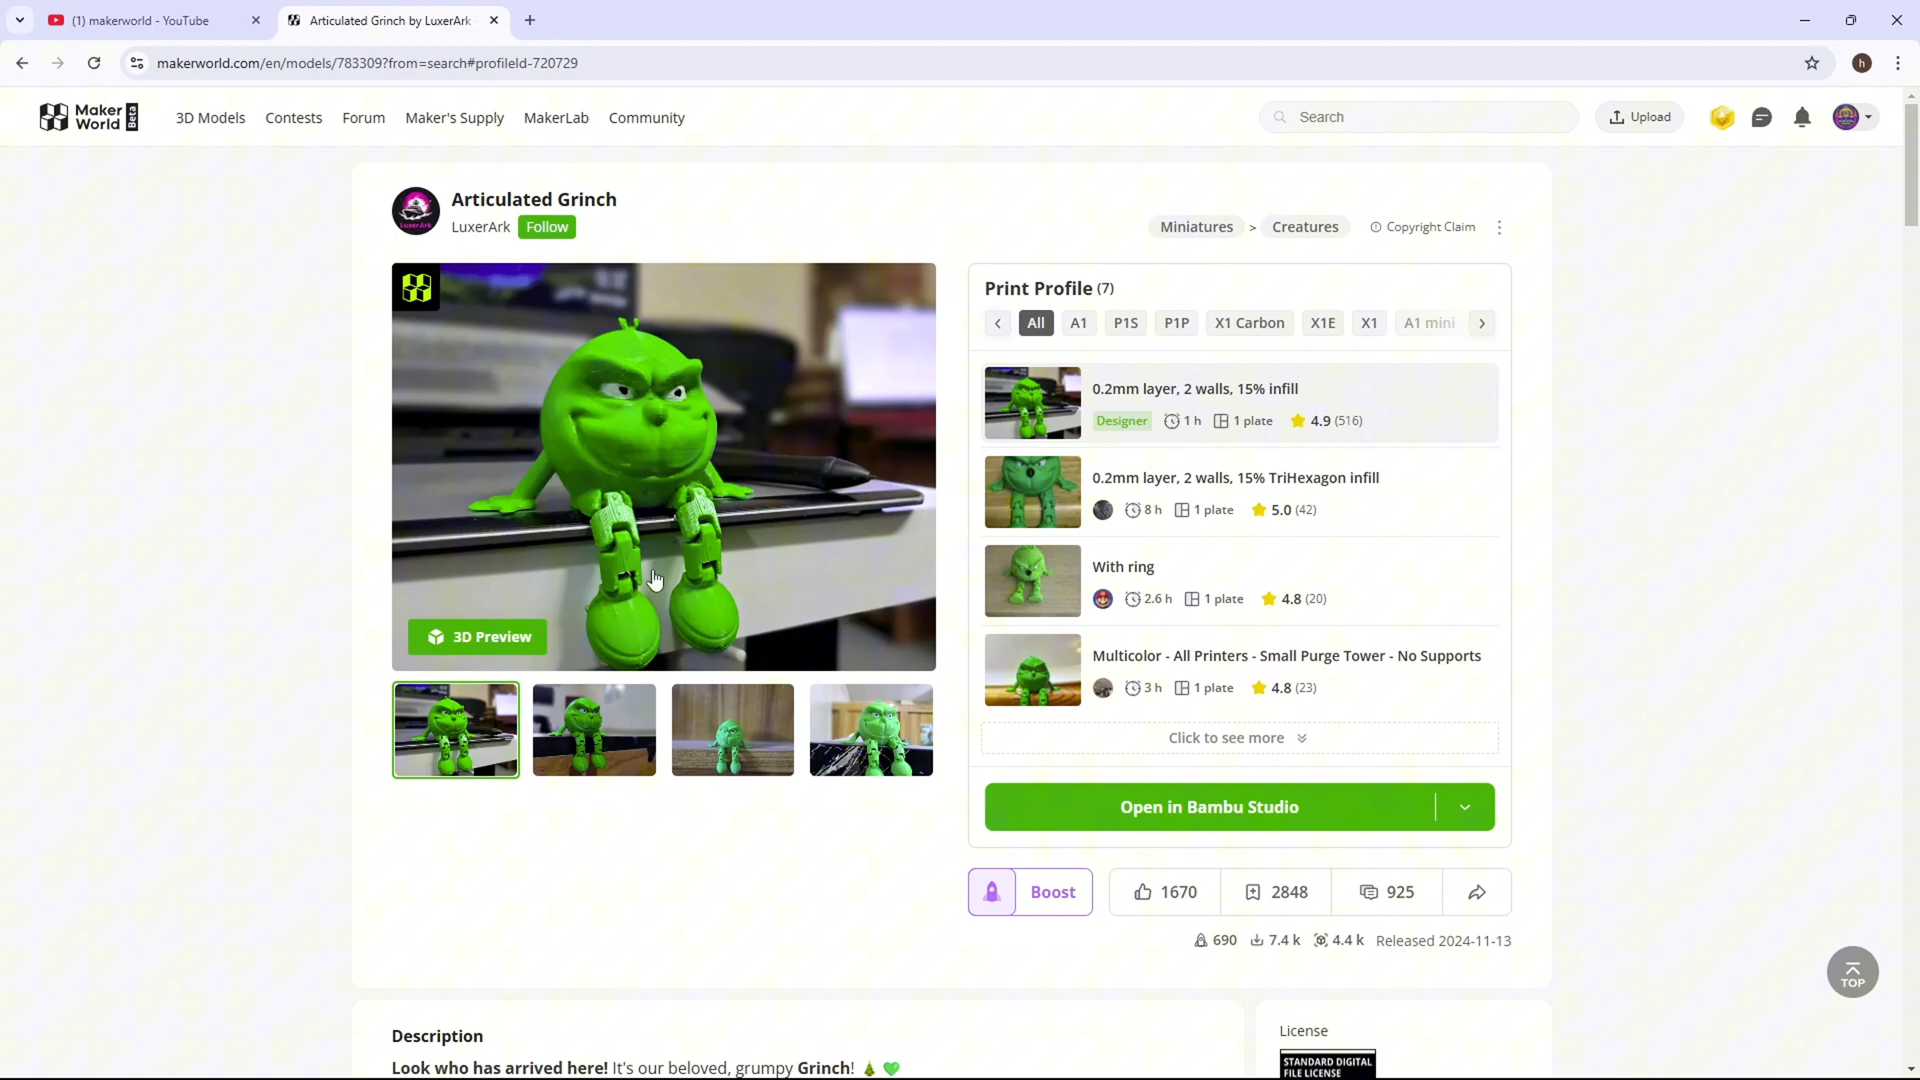 (1) makerworld - YouTube
Articulated Grinch by LuxerArk
makerworld.com/en/models/783309?from=search#profileId-720729
h
Maker World Beta
3D Models
Contests
Forum
Maker's Supply
MakerLab
Community
Search
Upload
Articulated Grinch
LuxerArk
LuxerArk Follow
Miniatures > Creatures
Copyright Claim
3D Preview
Print Profile (7)
All
A1
P1S
P1P
X1 Carbon
X1E
X1
A1 mini
0.2mm layer, 2 walls, 15% infill
Designer 1 h 1 plate 4.9 (516)
0.2mm layer, 2 walls, 15% TriHexagon infill
8 h 1 plate 5.0 (42)
With ring
2.6 h 1 plate 4.8 (20)
Multicolor - All Printers - Small Purge Tower - No Supports
3 h 1 plate 4.8 (23)
Click to see more
Open in Bambu Studio
Boost
1670
2848
925
690 7.4 k 4.4 k Released 2024-11-13
TOP
Description
Look who has arrived here! It's our beloved, grumpy Grinch!
License
STANDARD DIGITAL
FILE LICENSE